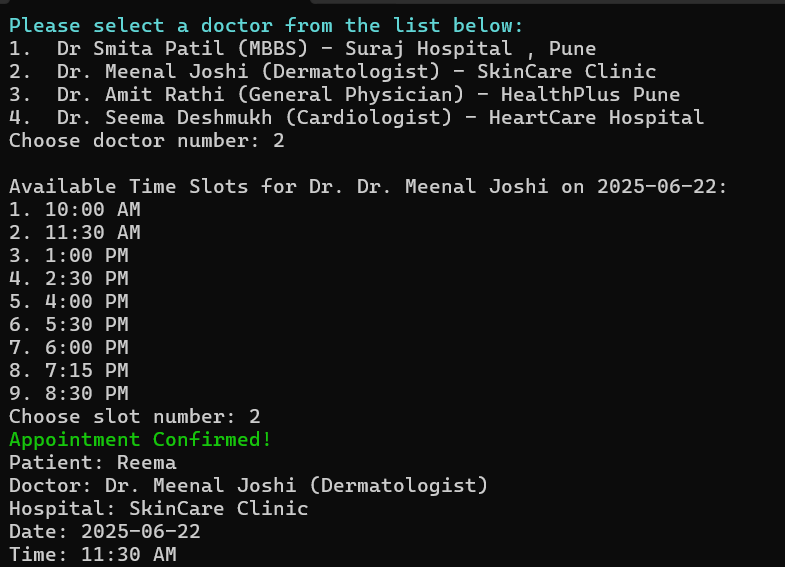 Please select a doctor from the list below:
1.  Dr Smita Patil (MBBS) - Suraj Hospital , Pune
2.  Dr. Meenal Joshi (Dermatologist) - SkinCare Clinic
3.  Dr. Amit Rathi (General Physician) - HealthPlus Pune
4.  Dr. Seema Deshmukh (Cardiologist) - HeartCare Hospital
Choose doctor number: 2

Available Time Slots for Dr. Dr. Meenal Joshi on 2025-06-22:
1. 10:00 AM
2. 11:30 AM
3. 1:00 PM
4. 2:30 PM
5. 4:00 PM
6. 5:30 PM
7. 6:00 PM
8. 7:15 PM
9. 8:30 PM
Choose slot number: 2
Appointment Confirmed!
Patient: Reema
Doctor: Dr. Meenal Joshi (Dermatologist)
Hospital: SkinCare Clinic
Date: 2025-06-22
Time: 11:30 AM